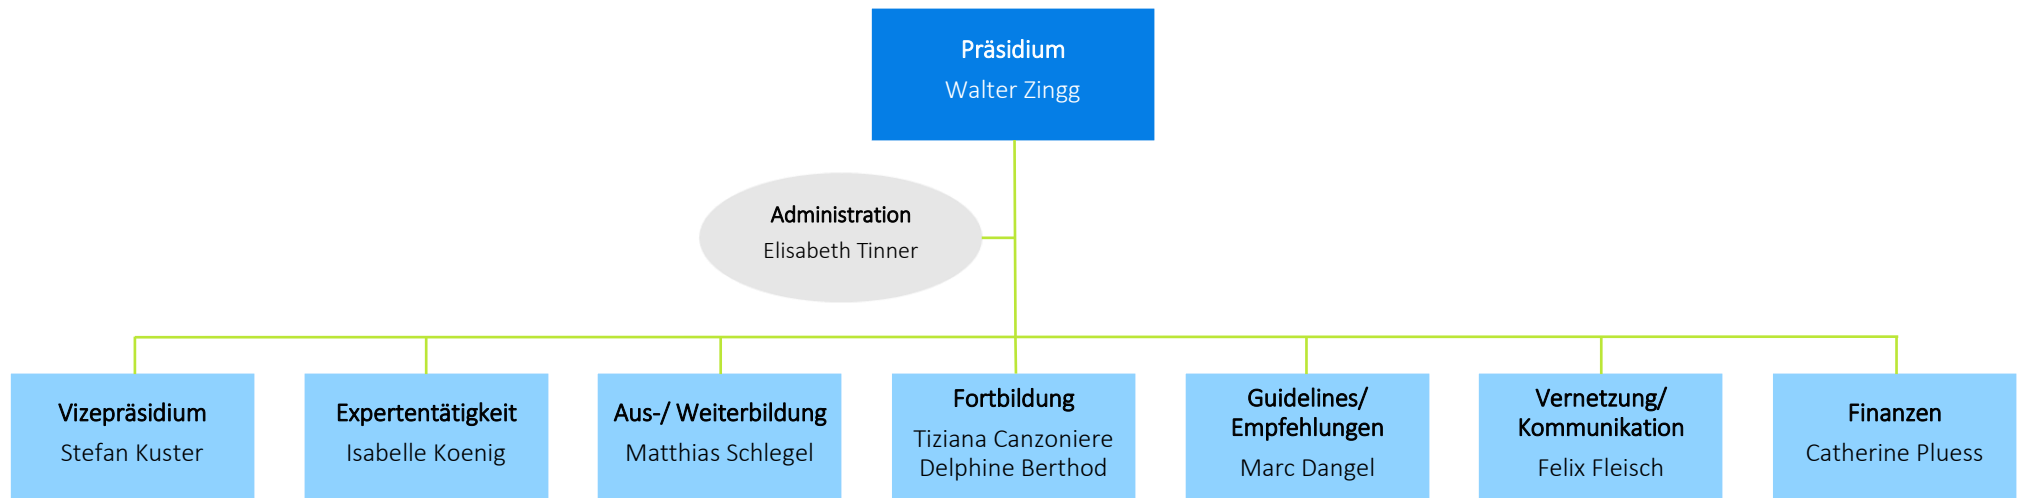 Präsidium
Walter Zingg
Administration
Elisabeth Tinner
Vizepräsidium
Stefan Kuster
Expertentätigkeit
Isabelle Koenig
Aus-/ Weiterbildung
Matthias Schlegel
Fortbildung
Tiziana Canzoniere
Delphine Berthod
Guidelines/
Empfehlungen
Marc Dangel
Vernetzung/
Kommunikation
Felix Fleisch
Finanzen
Catherine Pluess